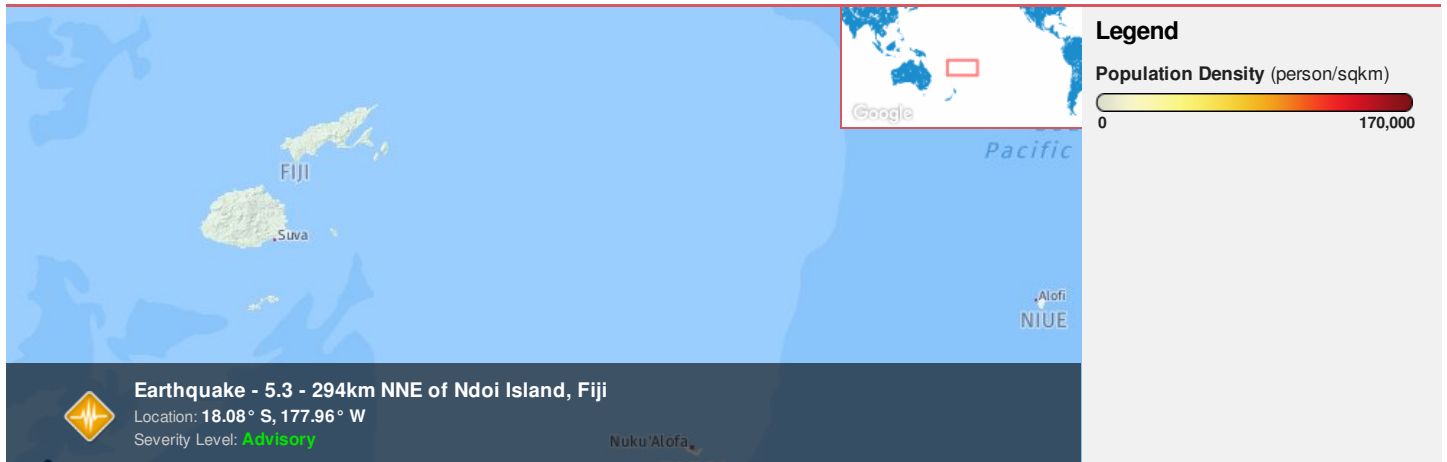 Google
Pacific
FIJI
Suva
Alofi
NIUE
Earthquake - 5.3 - 294km NNE of Ndoi Island, Fiji
Location: 18.08° S, 177.96° W
Severity Level: Advisory
Nuku'Alofa
Legend
Population Density (person/sqkm)
0 170,000